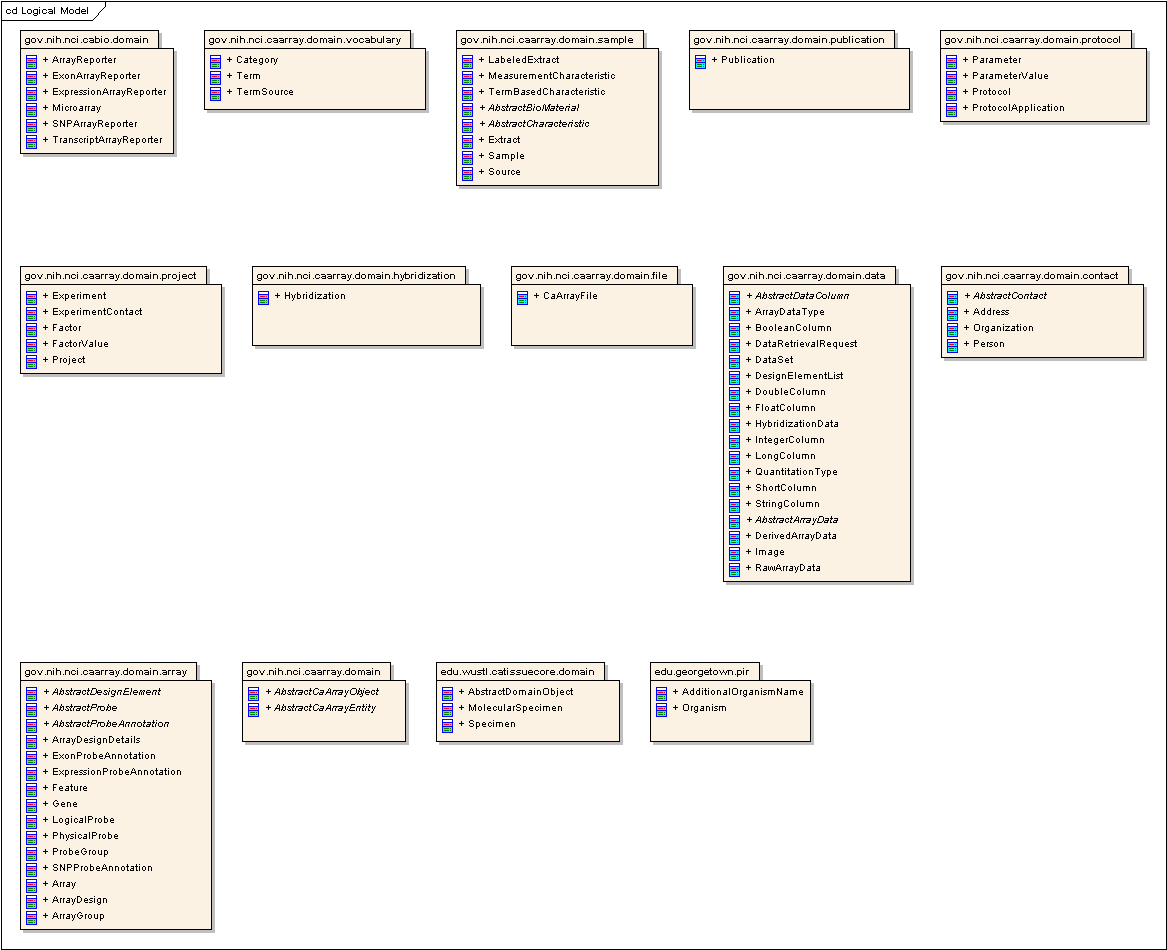 cd Logical Model
gov.nih.nci.cabio.domain
+ ArrayReporter
+ ExonArrayReporter
+ ExpressionArrayReporter
+ Microarray
+ SNPArrayReporter
+ TranscriptArrayReporter
gov.nih.nci.caarray.domain.vocabulary
+ Category
+ Term
+ TermSource
gov.nih.nci.caarray.domain.sample
+ LabeledExtract
+ MeasurementCharacteristic
+ TermBasedCharacteristic
+ AbstractBioMaterial
+ AbstractCharacteristic
+ Extract
+ Sample
+ Source
gov.nih.nci.caarray.domain.publication
+ Publication
gov.nih.nci.caarray.domain.protocol
+ Parameter
+ ParameterValue
+ Protocol
+ ProtocolApplication
gov.nih.nci.caarray.domain.project
+ Experiment
+ ExperimentContact
+ Factor
+ FactorValue
+ Project
gov.nih.nci.caarray.domain.hybridization
+ Hybridization
gov.nih.nci.caarray.domain.file
+ CaArrayFile
gov.nih.nci.caarray.domain.data
+ AbstractDataColumn
+ ArrayDataType
+ BooleanColumn
+ DataRetrievalRequest
+ DataSet
+ DesignElementList
+ DoubleColumn
+ FloatColumn
+ HybridizationData
+ IntegerColumn
+ LongColumn
+ QuantitationType
+ ShortColumn
+ StringColumn
+ AbstractArrayData
+ DerivedArrayData
+ Image
+ RawArrayData
gov.nih.nci.caarray.domain.contact
+ AbstractContact
+ Address
+ Organization
+ Person
gov.nih.nci.caarray.domain.array
+ AbstractDesignElement
+ AbstractProbe
+ AbstractProbeAnnotation
+ ArrayDesignDetails
+ ExonProbeAnnotation
+ ExpressionProbeAnnotation
+ Feature
+ Gene
+ LogicalProbe
+ PhysicalProbe
+ ProbeGroup
+ SNPProbeAnnotation
+ Array
+ ArrayDesign
+ ArrayGroup
gov.nih.nci.caarray.domain
+ AbstractCaArrayObject
+ AbstractCaArrayEntity
edu.wustl.catissuecore.domain
+ AbstractDomainObject
+ MolecularSpecimen
+ Specimen
edu.georgetown.pir
+ AdditionalOrganismName
+ Organism